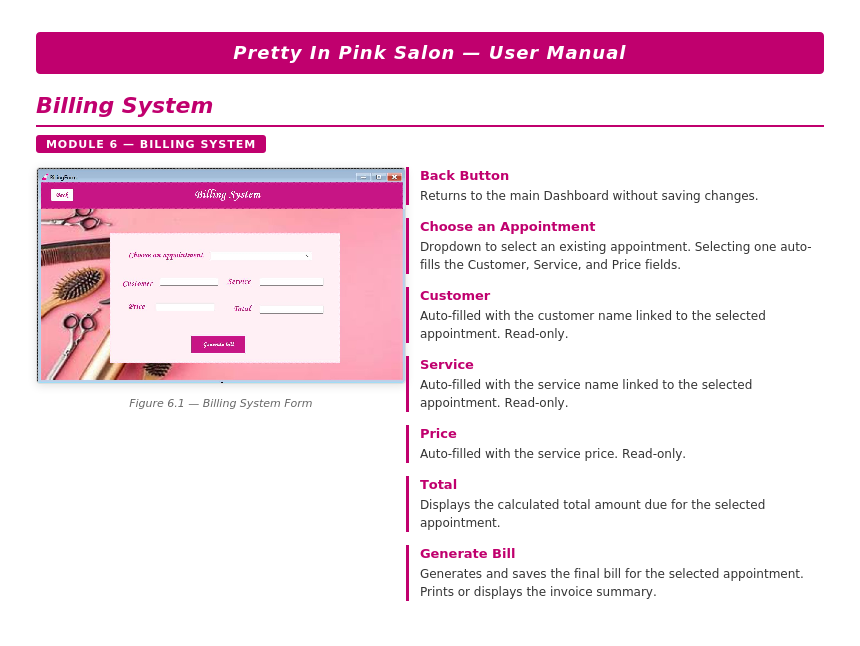 Pretty In Pink Salon — User Manual
Billing System
MODULE 6 — BILLING SYSTEM
BillingForm
Back
Billing System
Choose an appointment
Customer
Service
Price
Total
Generate bill
Figure 6.1 — Billing System Form
Back Button
Returns to the main Dashboard without saving changes.
Choose an Appointment
Dropdown to select an existing appointment. Selecting one auto-
fills the Customer, Service, and Price fields.
Customer
Auto-filled with the customer name linked to the selected
appointment. Read-only.
Service
Auto-filled with the service name linked to the selected
appointment. Read-only.
Price
Auto-filled with the service price. Read-only.
Total
Displays the calculated total amount due for the selected
appointment.
Generate Bill
Generates and saves the final bill for the selected appointment.
Prints or displays the invoice summary.